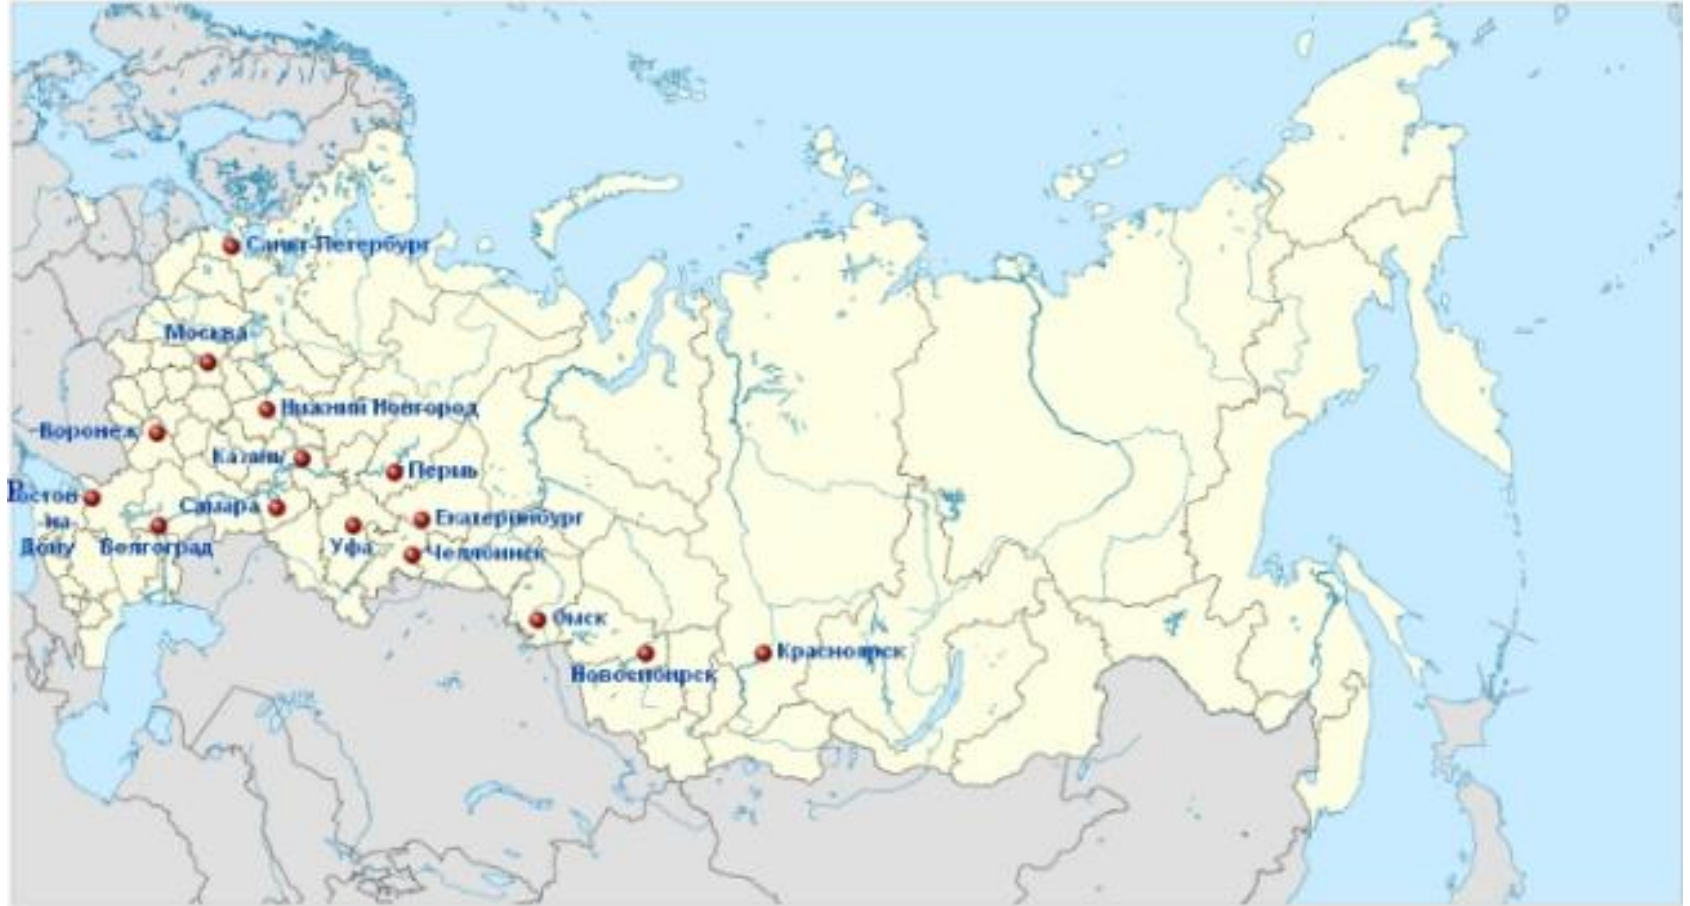 Санкт-Петербург
Москва
Нижний Новгород
Воронеж
Казань
Пермь
Ростов
-на-
Дону
Самара
Екатеринбург
Волгоград
Уфа
Челябинск
Омск
Новосибирск
Красноярск